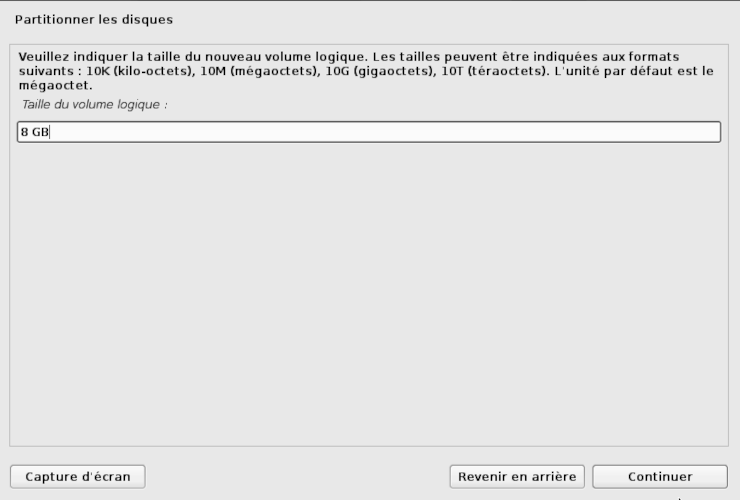 Partitionner les disques
Veuillez indiquer la taille du nouveau volume logique. Les tailles peuvent être indiquées aux formats
suivants : 10K (kilo-octets), 10M (mégaoctets), 10G (gigaoctets), 10T (téraoctets). L'unité par défaut est le
mégaoctet.
Taille du volume logique :
8 GB
Capture d'écran
Revenir en arrière
Continuer